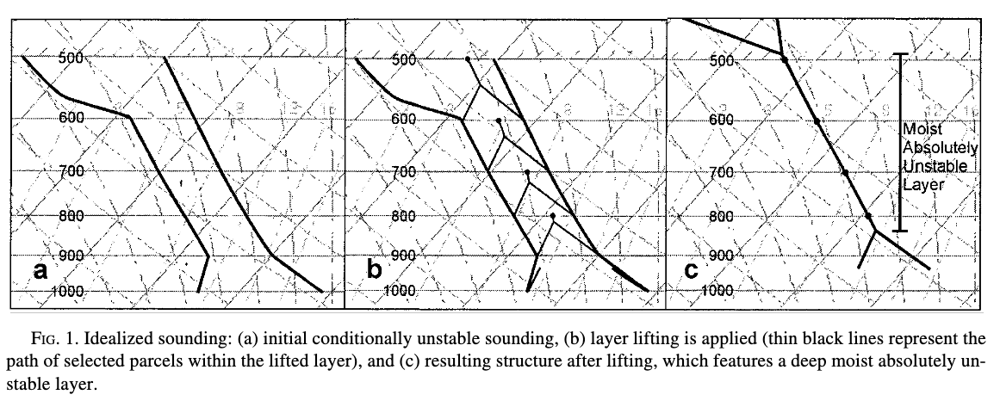 500
600
700
800
900
1000
a
500
600
700
800
900
1000
8
12
b
500
600
700
800
900
1000
12
c
Moist
Absolutely
Unstable
Layer
FIG. 1. Idealized sounding: (a) initial conditionally unstable sounding, (b) layer lifting is applied (thin black lines represent the
path of selected parcels within the lifted layer), and (c) resulting structure after lifting, which features a deep moist absolutely un-
stable layer.